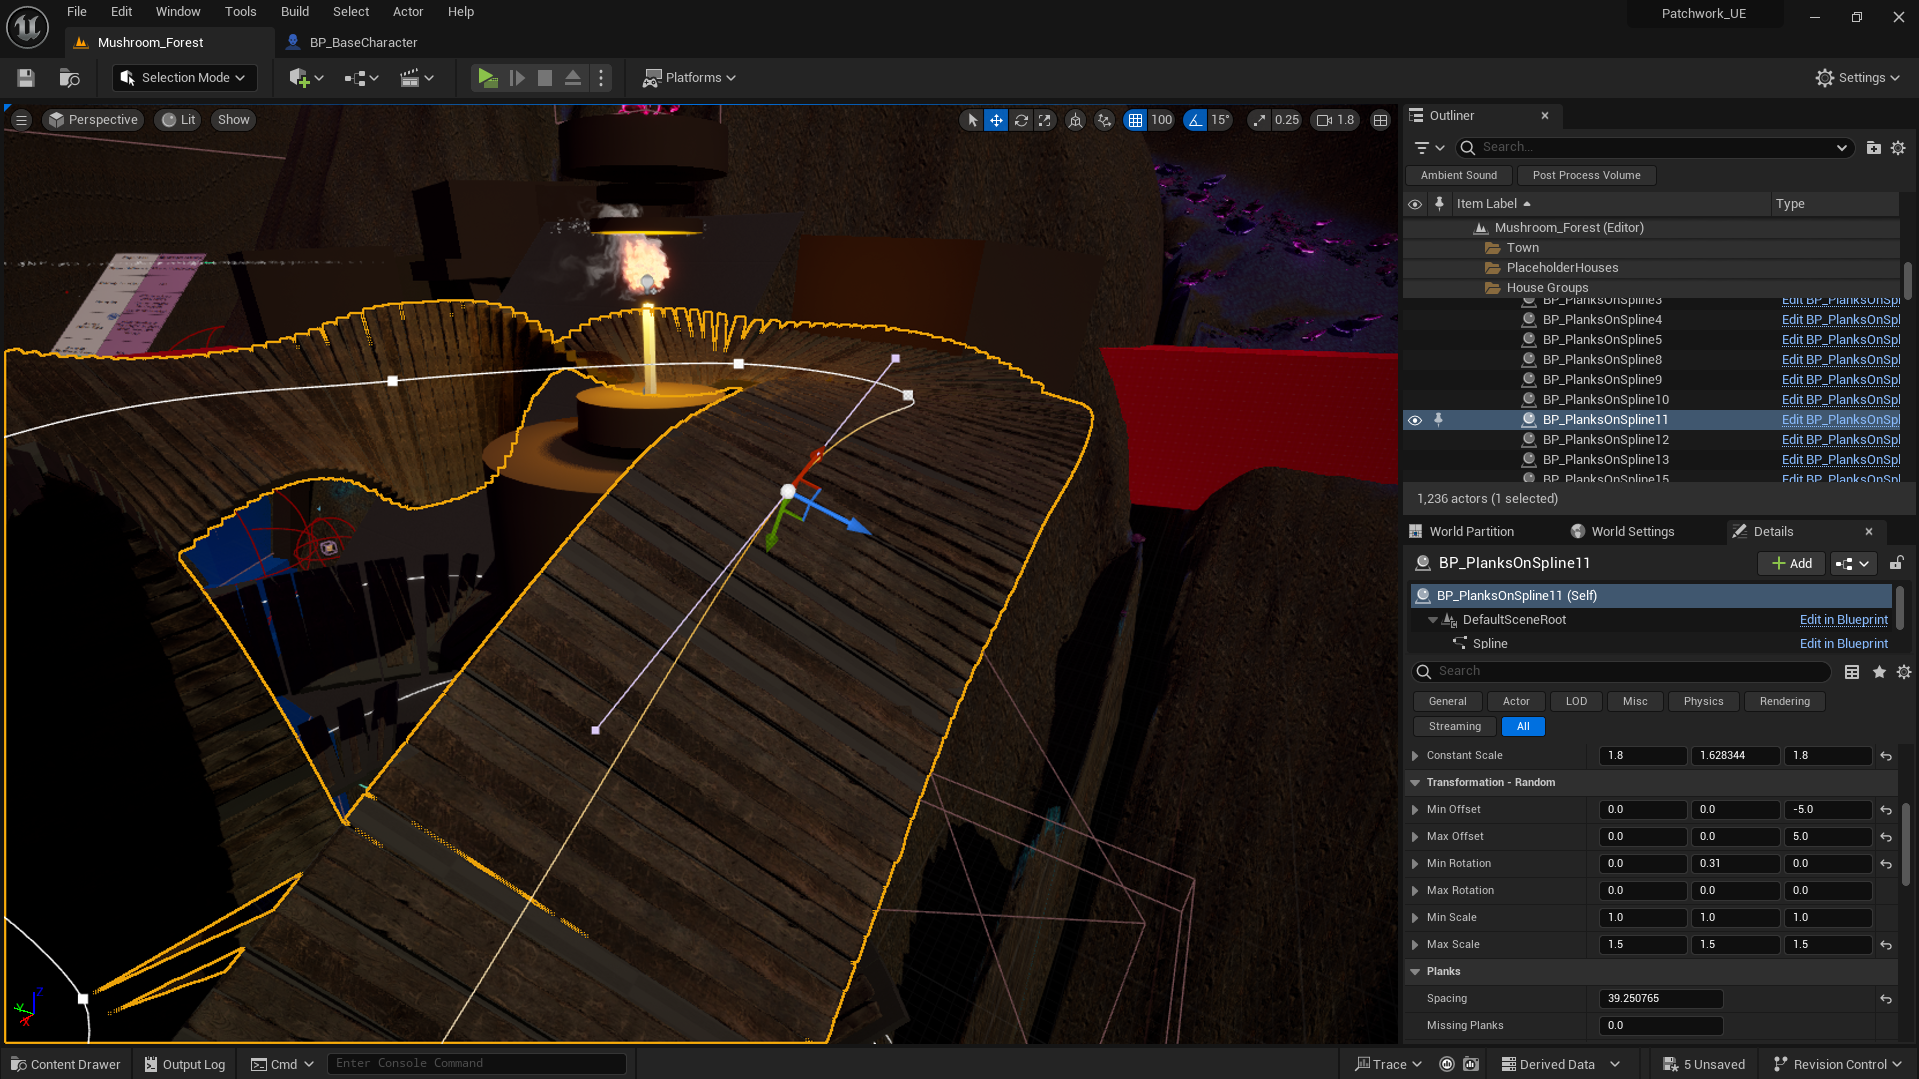 File Edit Window Tools Build Select Actor Help
Patchwork_UE
Mushroom_Forest
BP_BaseCharacter
Selection Mode
Platforms
Settings
Perspective
Lit
Show
100
15°
0.25
1.8
Outliner
Search...
Ambient Sound
Post Process Volume
Item Label
Type
Mushroom_Forest (Editor)
Town
PlaceholderHouses
House Groups
BP_PlanksOnSpline3 Edit BP_PlanksOnSpl
BP_PlanksOnSpline4 Edit BP_PlanksOnSpl
BP_PlanksOnSpline5 Edit BP_PlanksOnSpl
BP_PlanksOnSpline8 Edit BP_PlanksOnSpl
BP_PlanksOnSpline9 Edit BP_PlanksOnSpl
BP_PlanksOnSpline10 Edit BP_PlanksOnSpl
BP_PlanksOnSpline11 Edit BP_PlanksOnSpl
BP_PlanksOnSpline12 Edit BP_PlanksOnSpl
BP_PlanksOnSpline13 Edit BP_PlanksOnSpl
BP_PlanksOnSpline15 Edit BP_PlanksOnSpl
1,236 actors (1 selected)
World Partition
World Settings
Details
BP_PlanksOnSpline11
Add
BP_PlanksOnSpline11 (Self)
DefaultSceneRoot Edit in Blueprint
Spline Edit in Blueprint
Search
General Actor LOD Misc Physics Rendering
Streaming All
Constant Scale 1.8 1.628344 1.8
Transformation - Random
Min Offset 0.0 0.0 -5.0
Max Offset 0.0 0.0 5.0
Min Rotation 0.0 0.31 0.0
Max Rotation 0.0 0.0 0.0
Min Scale 1.0 1.0 1.0
Max Scale 1.5 1.5 1.5
Planks
Spacing 39.250765
Missing Planks 0.0
Content Drawer
Output Log
Cmd
Enter Console Command
Trace
Derived Data
5 Unsaved
Revision Control